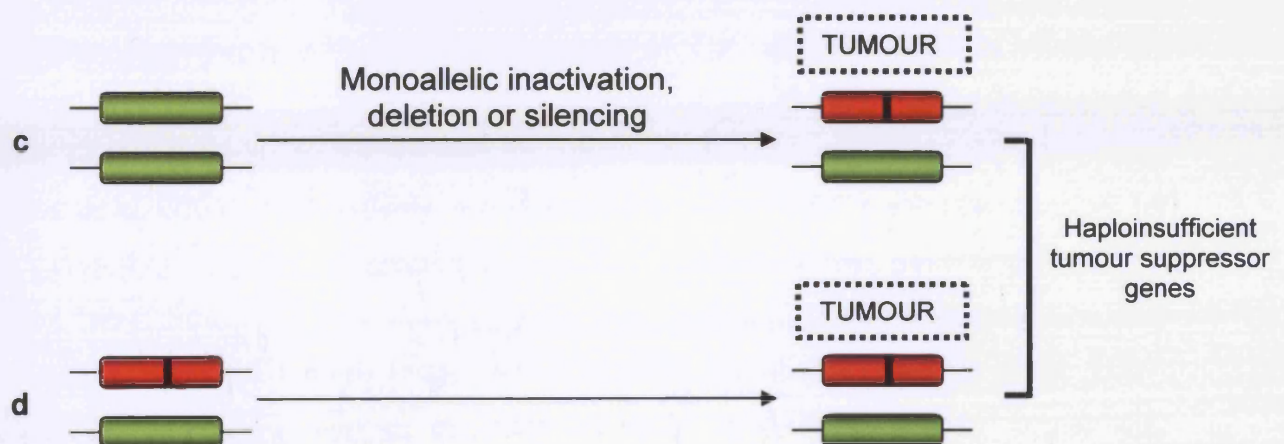 TUMOUR
Monoallelic inactivation,
deletion or silencing
c
Haploinsufficient
tumour suppressor
genes
TUMOUR
d